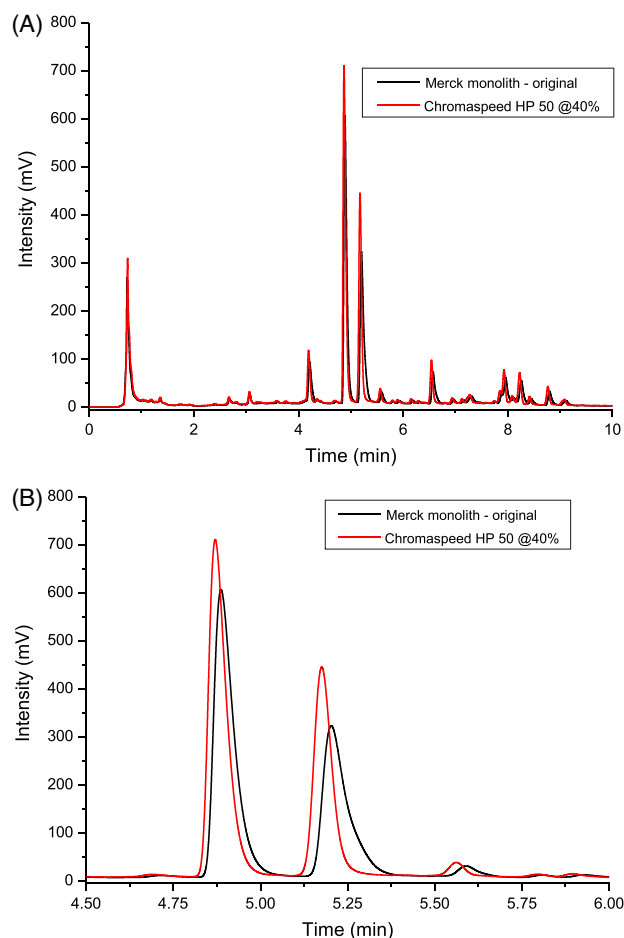 (A)
800
700
600
500
400
300
200
100
0
Intensity (mV)
Merck monolith - original
Chromaspeed HP 50 @40%
0 2 4 6 8 10
Time (min)
(B)
800
700
600
500
400
300
200
100
0
Intensity (mV)
Merck monolith - original
Chromaspeed HP 50 @40%
4.50 4.75 5.00 5.25 5.50 5.75 6.00
Time (min)